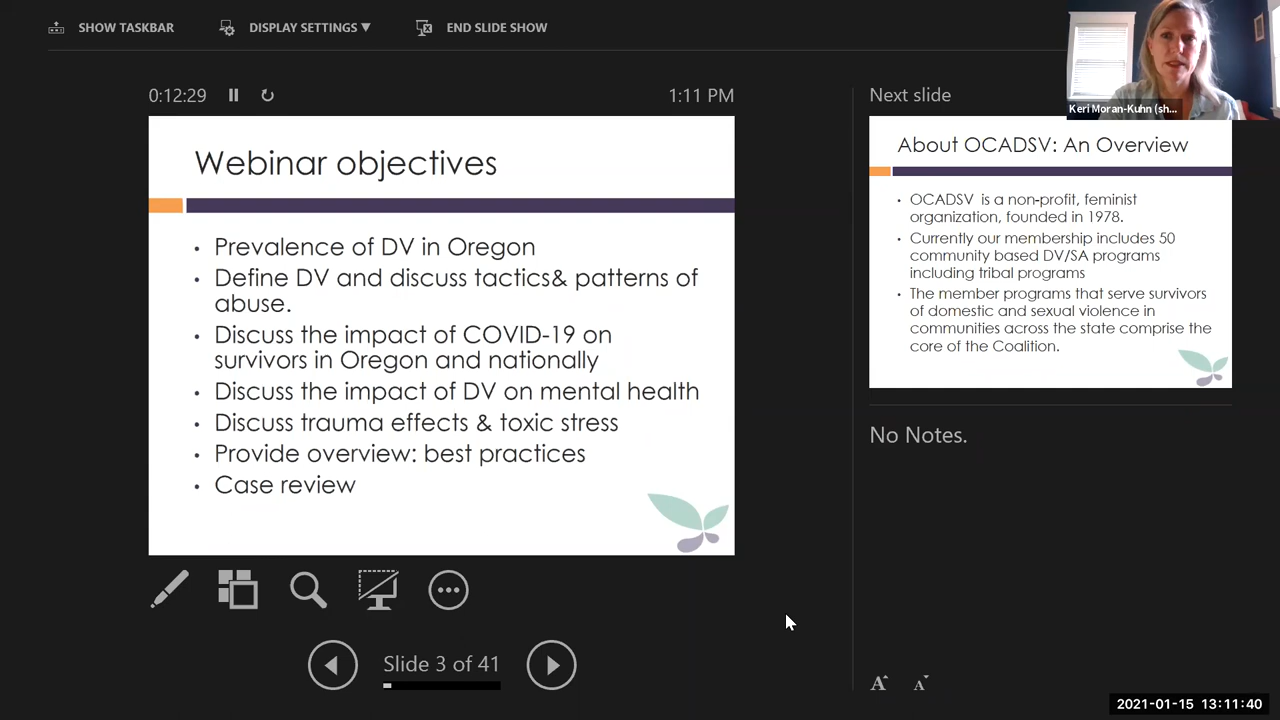 SHOW TASKBAR
DISPLAY SETTINGS ▼
END SLIDE SHOW
0:12:29
1:11 PM
Next slide
Keri Moran-Kuhn (sh...
Webinar objectives
• Prevalence of DV in Oregon
• Define DV and discuss tactics& patterns of
abuse.
• Discuss the impact of COVID-19 on
survivors in Oregon and nationally
• Discuss the impact of DV on mental health
• Discuss trauma effects & toxic stress
• Provide overview: best practices
• Case review
About OCADSV: An Overview
• OCADSV is a non-profit, feminist
organization, founded in 1978.
• Currently our membership includes 50
community based DV/SA programs
including tribal programs
• The member programs that serve survivors
of domestic and sexual violence in
communities across the state comprise the
core of the Coalition.
No Notes.
Slide 3 of 41
A A
2021-01-15 13:11:40